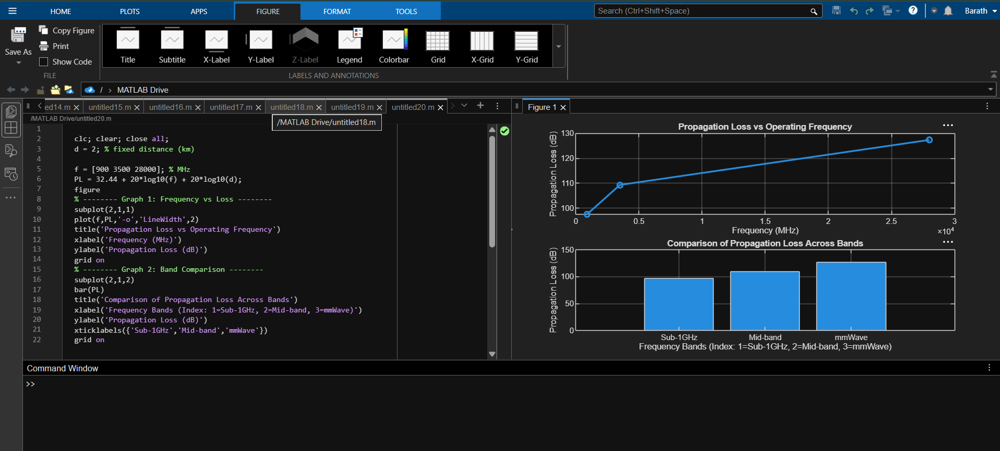 HOME PLOTS APPS FIGURE FORMAT TOOLS Search (Ctrl+Shift+Space) ? Barath
Save As
Copy Figure
Print
Show Code
FILE
Title Subtitle X-Label Y-Label Z-Label Legend Colorbar Grid X-Grid Y-Grid
LABELS AND ANNOTATIONS
/ › MATLAB Drive
ed14.m untitled15.m untitled16.m untitled17.m untitled18.m untitled19.m untitled20.m
/MATLAB Drive/untitled20.m
/MATLAB Drive/untitled18.m
1
2 clc; clear; close all;
3 d = 2; % fixed distance (km)
4
5 f = [900 3500 28000]; % MHz
6 PL = 32.44 + 20*log10(f) + 20*log10(d);
7 figure
8 % -------- Graph 1: Frequency vs Loss --------
9 subplot(2,1,1)
10 plot(f,PL,'-o','LineWidth',2)
11 title('Propagation Loss vs Operating Frequency')
12 xlabel('Frequency (MHz)')
13 ylabel('Propagation Loss (dB)')
14 grid on
15 % -------- Graph 2: Band Comparison --------
16 subplot(2,1,2)
17 bar(PL)
18 title('Comparison of Propagation Loss Across Bands')
19 xlabel('Frequency Bands (Index: 1=Sub-1GHz, 2=Mid-band, 3=mmWave)')
20 ylabel('Propagation Loss (dB)')
21 xticklabels({'Sub-1GHz','Mid-band','mmWave'})
22 grid on
Figure 1
Propagation Loss vs Operating Frequency
Propagation Loss (dB)
130
120
110
100
0 0.5 1 1.5 2 2.5 3
Frequency (MHz)
×10⁴
Comparison of Propagation Loss Across Bands
Propagation Loss (dB)
150
100
50
0
Sub-1GHz Mid-band mmWave
Frequency Bands (Index: 1=Sub-1GHz, 2=Mid-band, 3=mmWave)
Command Window
>>